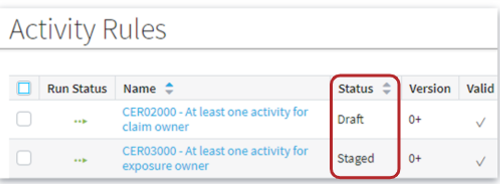 Activity Rules
Run Status Name Status Version Valid
CER02000 - At least one activity for
claim owner
Draft 0+
CER03000 - At least one activity for
exposure owner
Staged 0+